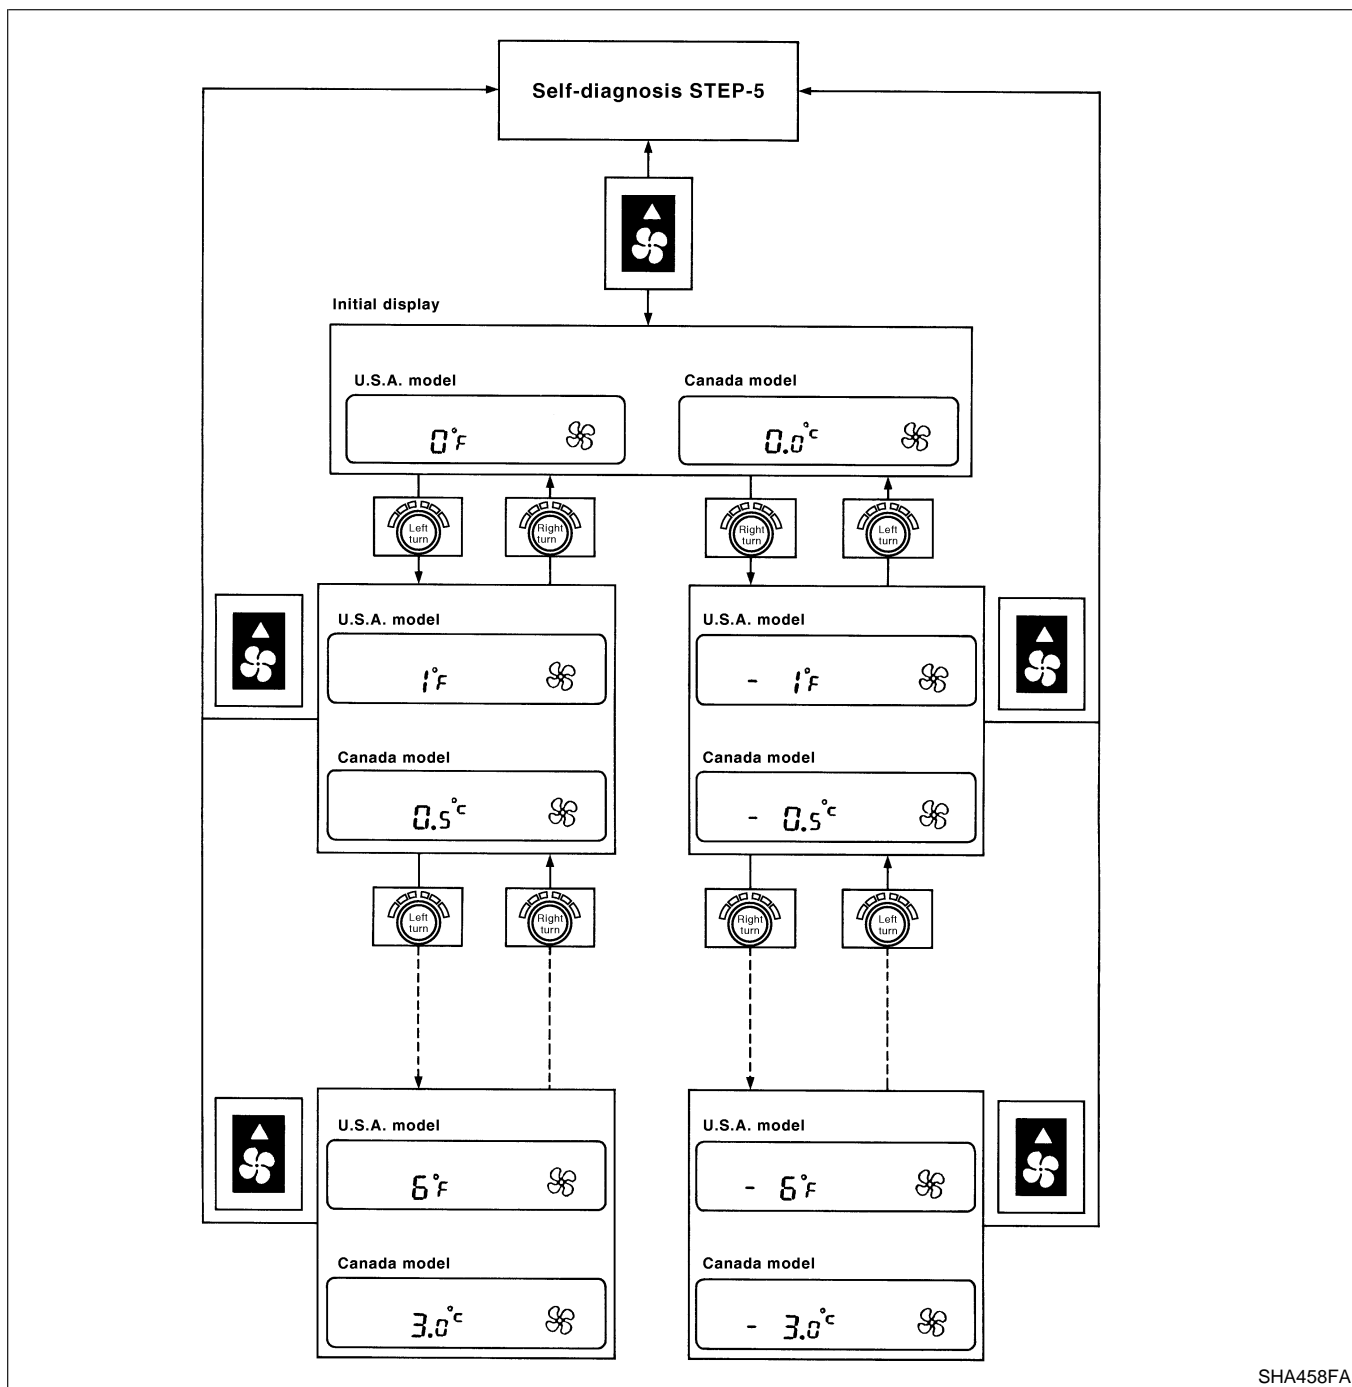 Self-diagnosis STEP-5
Initial display
U.S.A. model
Canada model
0°F
0.0°C
Left
turn
Right
turn
Right
turn
Left
turn
U.S.A. model
1°F
U.S.A. model
- 1°F
Canada model
0.5°C
Canada model
- 0.5°C
Left
turn
Right
turn
Right
turn
Left
turn
U.S.A. model
6°F
U.S.A. model
- 6°F
Canada model
3.0°C
Canada model
- 3.0°C
SHA458FA